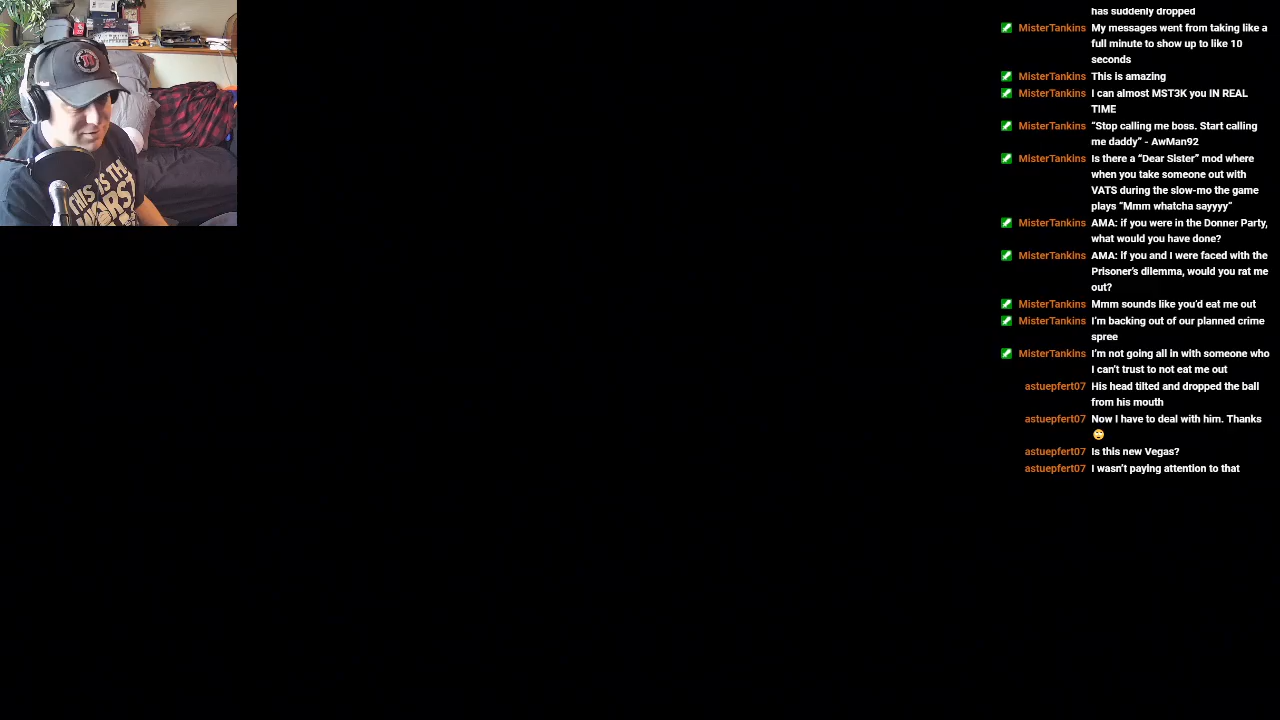 has suddenly dropped
MisterTankins My messages went from taking like a
full minute to show up to like 10
seconds
MisterTankins This is amazing
MisterTankins I can almost MST3K you IN REAL
TIME
MisterTankins “Stop calling me boss. Start calling
me daddy” - AwMan92
MisterTankins Is there a “Dear Sister” mod where
when you take someone out with
VATS during the slow-mo the game
plays “Mmm whatcha sayyyy”
MisterTankins AMA: if you were in the Donner Party,
what would you have done?
MisterTankins AMA: if you and I were faced with the
Prisoner’s dilemma, would you rat me
out?
MisterTankins Mmm sounds like you’d eat me out
MisterTankins I’m backing out of our planned crime
spree
MisterTankins I’m not going all in with someone who
I can’t trust to not eat me out
astuepfert07 His head tilted and dropped the ball
from his mouth
astuepfert07 Now I have to deal with him. Thanks
🙄
astuepfert07 Is this new Vegas?
astuepfert07 I wasn’t paying attention to that
THIS IS THE
WORST